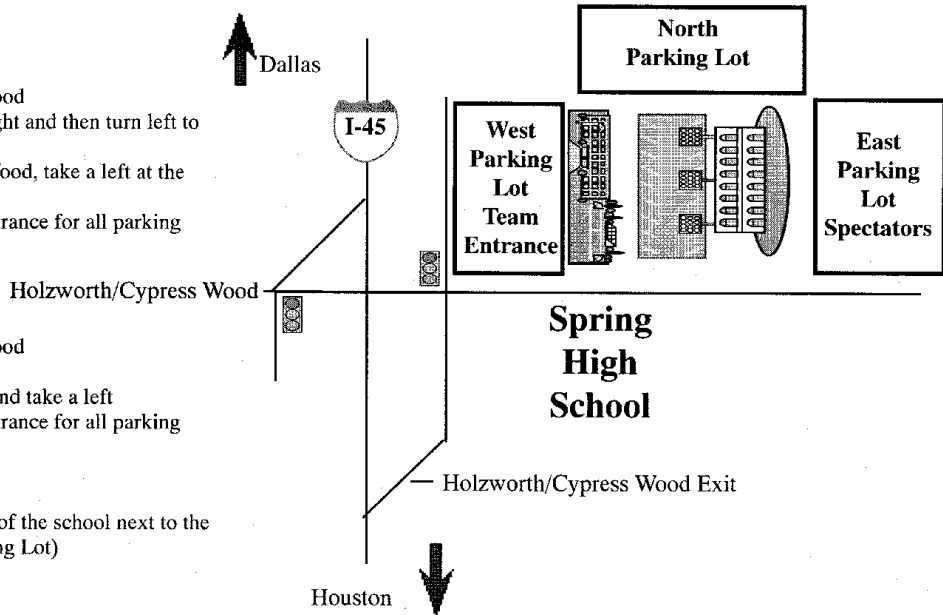 North
Parking Lot
Dallas
ght and then turn left to
I-45
West
Parking
Lot
Team
Entrance
East
Parking
Lot
Spectators
ood, take a left at the
trance for all parking
Holzworth/Cypress Wood
Spring
High
School
ood
nd take a left
trance for all parking
Holzworth/Cypress Wood Exit
of the school next to the
ng Lot)
Houston